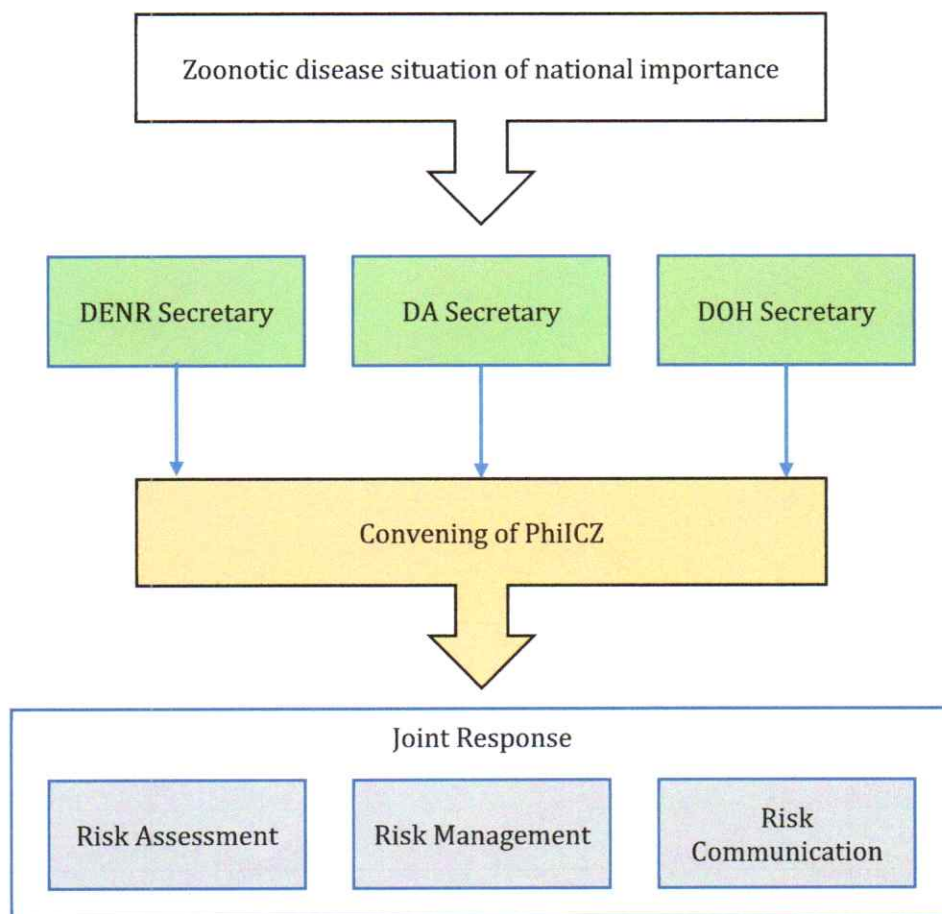 Zoonotic disease situation of national importance
DENR Secretary
DA Secretary
DOH Secretary
Convening of PhilICZ
Joint Response
Risk Assessment
Risk Management
Risk
Communication